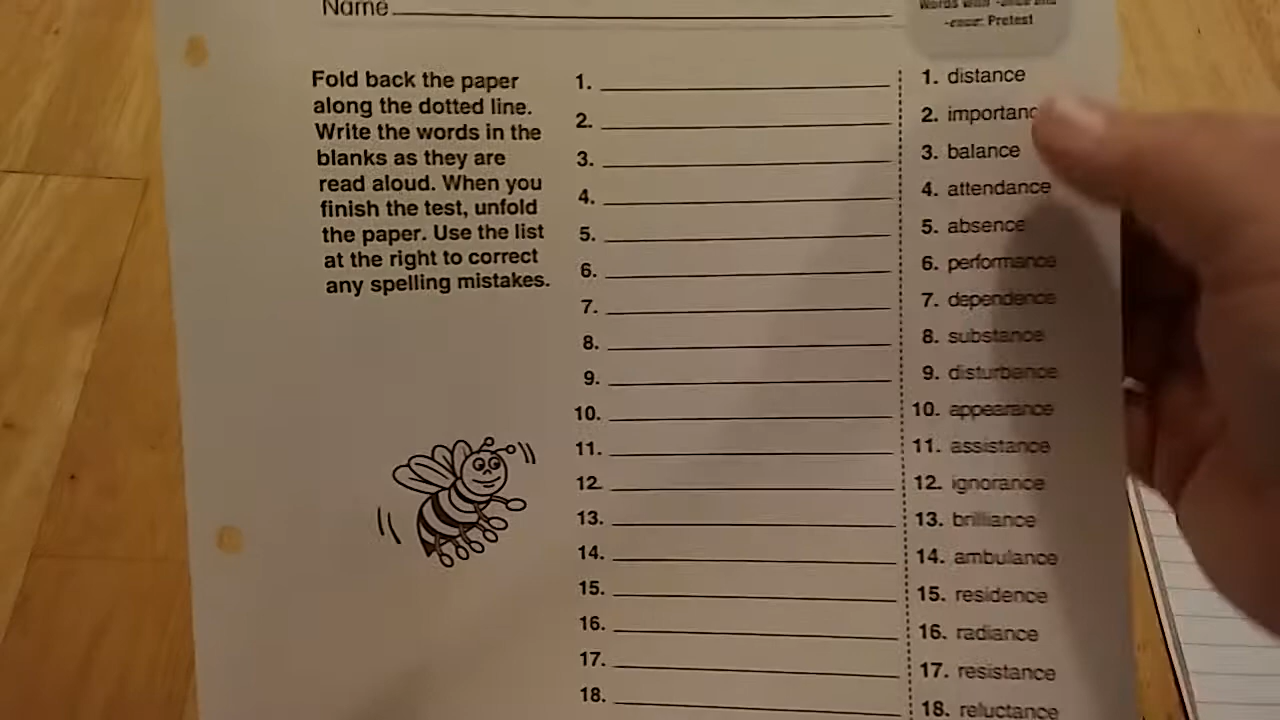 Name
-ence: Pretest
Fold back the paper
along the dotted line.
Write the words in the
blanks as they are
read aloud. When you
finish the test, unfold
the paper. Use the list
at the right to correct
any spelling mistakes.
1.
2.
3.
4.
5.
6.
7.
8.
9.
10.
11.
12.
13.
14.
15.
16.
17.
18.
1. distance
2. importanc
3. balance
4. attendance
5. absence
6. performance
7. dependence
8. substance
9. disturbance
10. appearance
11. assistance
12. ignorance
13. brilliance
14. ambulance
15. residence
16. radiance
17. resistance
18. reluctance